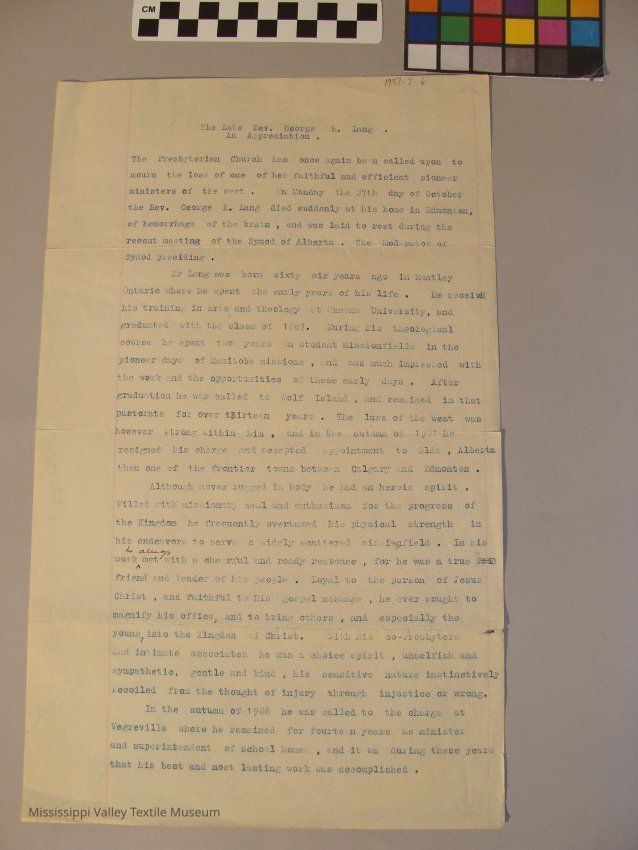 CM
1987-7-6
The Late Rev. George E. Lang .
An Appreciation .
The Presbyterian Church has once again been called upon to
mourn the loss of one of her faithful and efficient pioneer
ministers of the west . On Monday the 27th day of October
the Rev. George E. Lang died suddenly at his home in Edmonton,
of hemorrhage of the brain , and was laid to rest during the
recent meeting of the Synod of Alberta . The Moderator of
Synod presiding .
Mr Lang was born sixty six years ago in Huntley
Ontario where he spent the early years of his life . He received
his training in arts and theology at Queens University, and
graduated with the class of 1887. During his theological
course he spent two years in student missionfields in the
pioneer days of Manitoba missions , and was much impressed with
the work and the opportunities of these early days . After
graduation he was called to Wolf Island , and remained in that
pastorate for over thirteen years . The lure of the west was
however strong within him , and in the autumn of 1901 he
resigned his charge and accepted appointment to Olds , Alberta
then one of the frontier towns between Calgary and Edmonton .
Although never rugged in body he had an heroic spirit .
Filled with missionary zeal and enthusiasm for the progress of
the Kingdom he frequently overtaxed his physical strength in
his endeavors to serve a widely scattered missionfield . In his
he always
work met with a cheerful and ready response , for he was a true
friend and leader of his people . Loyal to the person of Jesus
Christ , and faithful to His gospel message , he ever sought to
magnify his office, and to bring others , and especially the
young, into the Kingdom of Christ. With his co-Presbyters
and intimate associates he was a choice spirit , unselfish and
sympathetic, gentle and kind , his sensitive nature instinctively
recoiled from the thought of injury through injustice or wrong.
In the autumn of 1908 he was called to the charge at
Vegreville where he remained for fourte n years as minister
and superintendent of school homes , and it wa during these years
that his best and most lasting work was accomplished .
Mississippi Valley Textile Museum